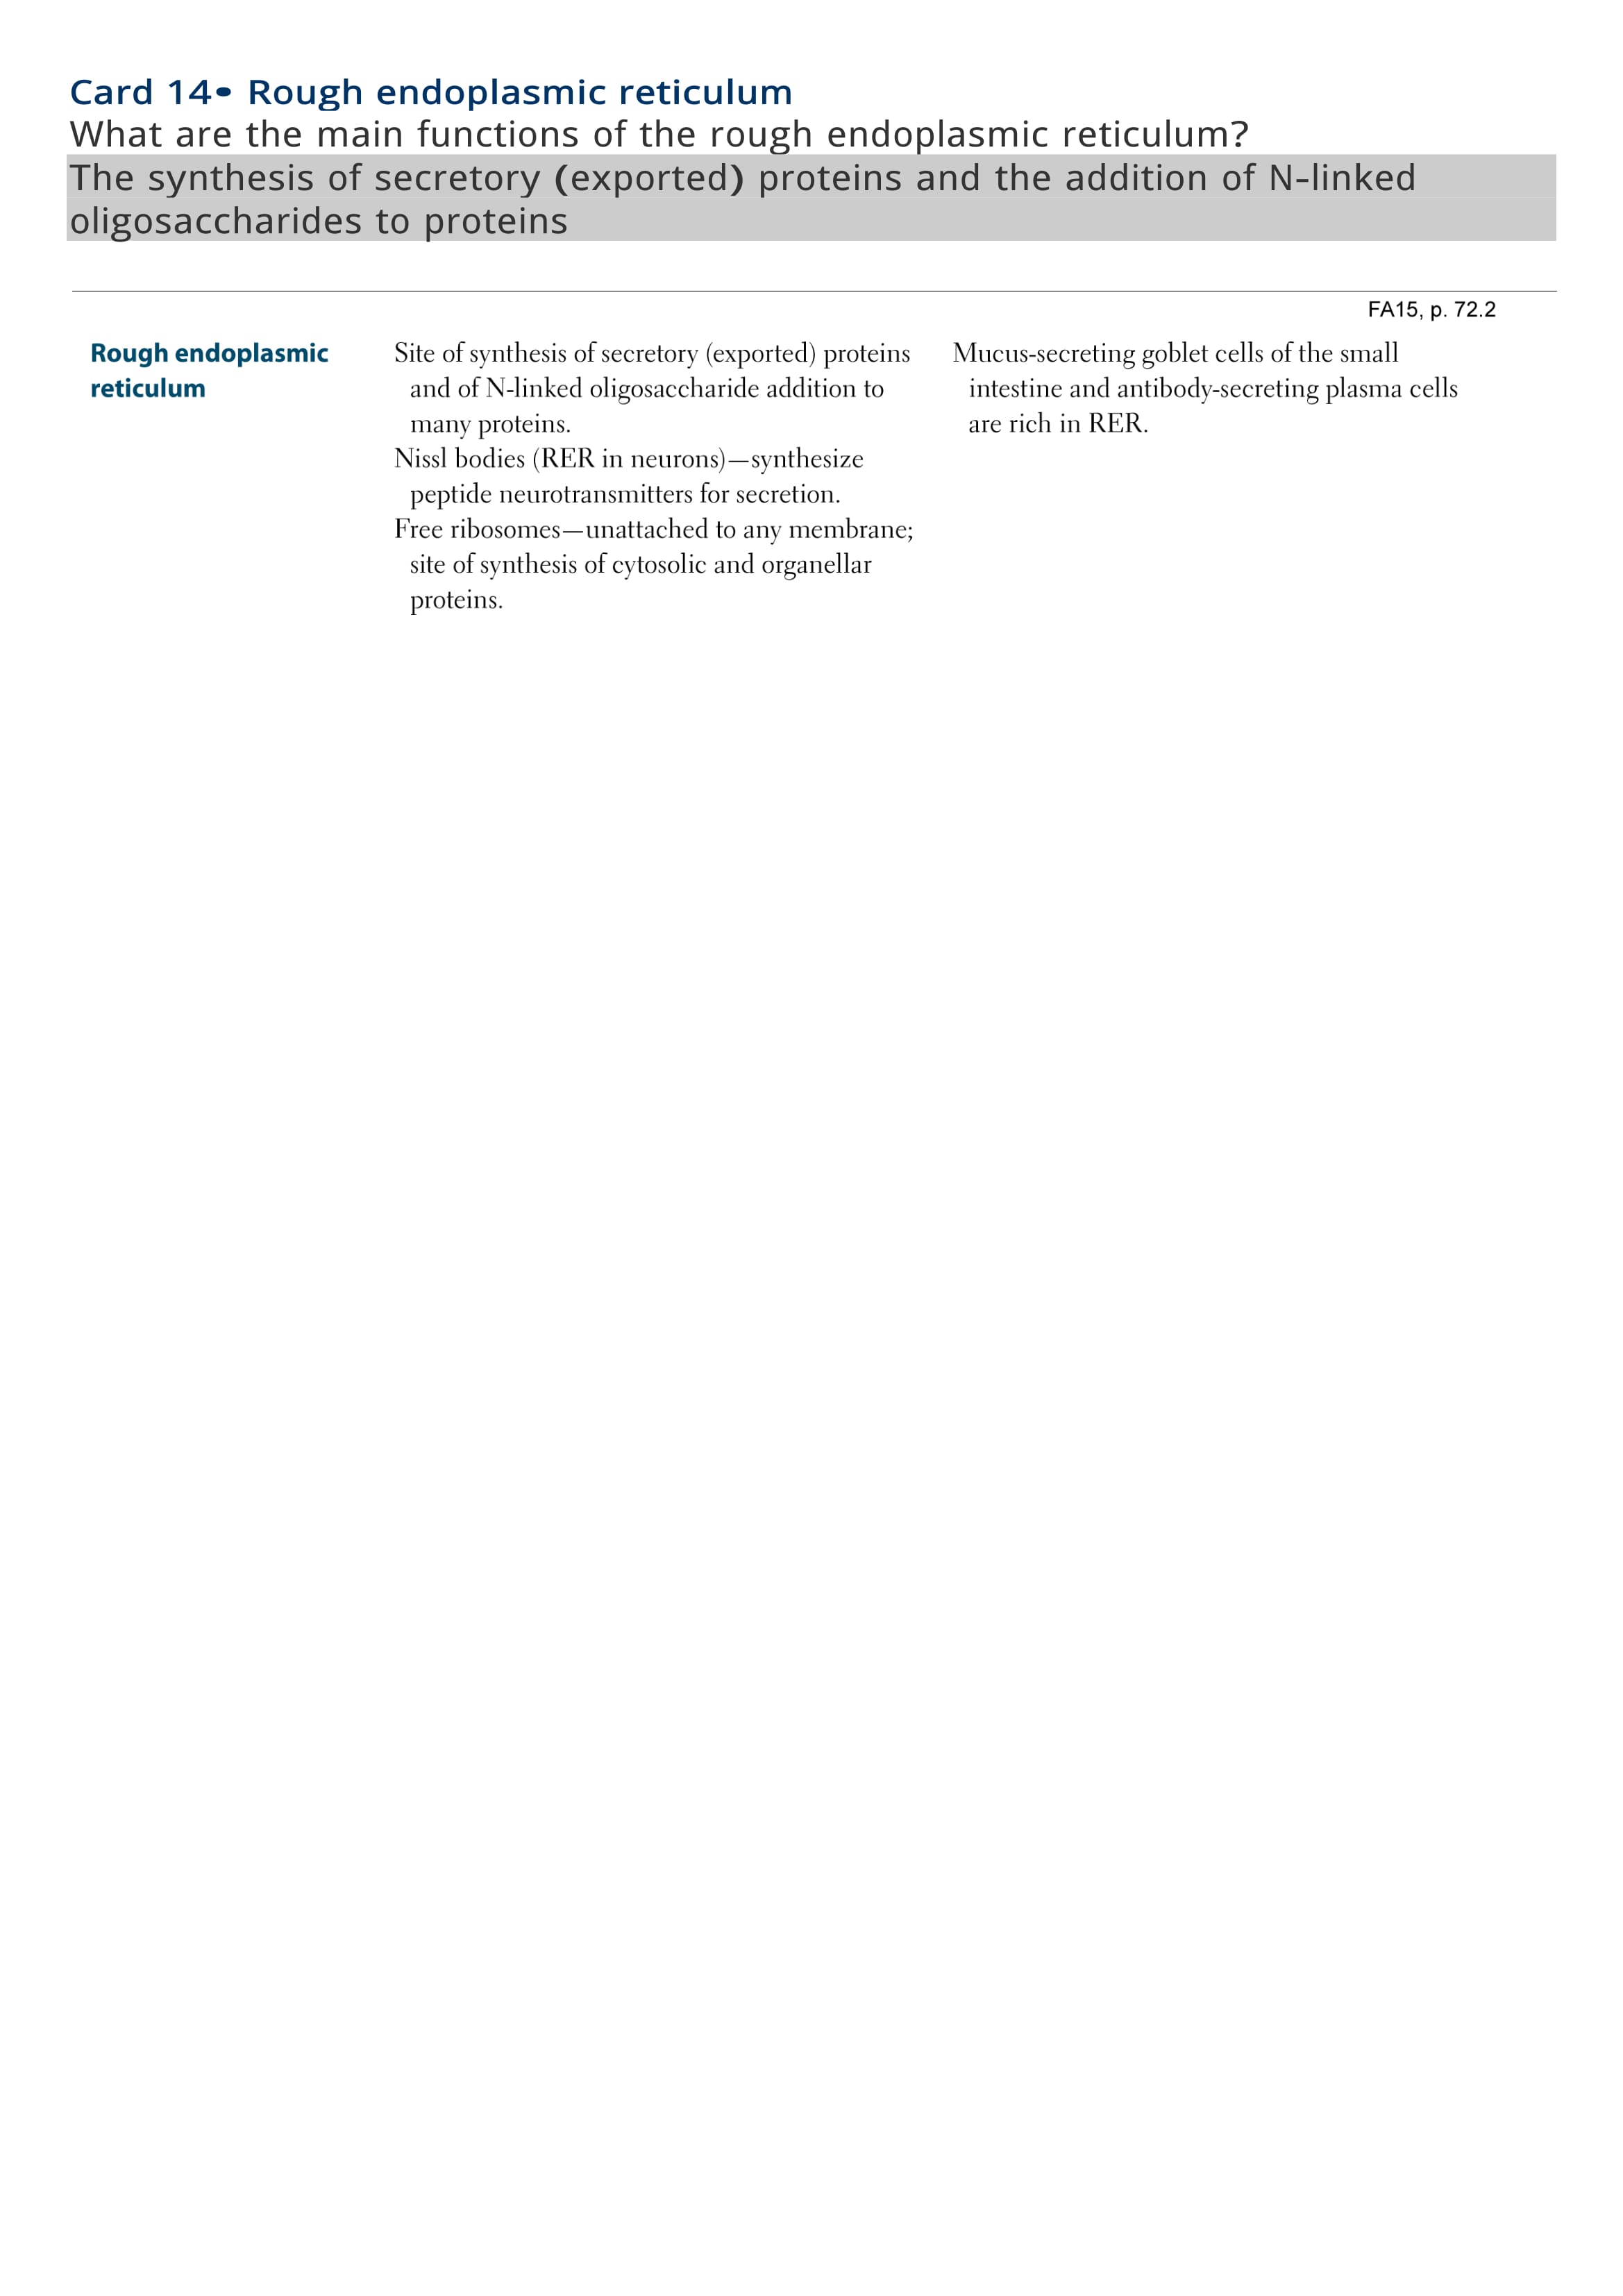 Card 14• Rough endoplasmic reticulum
What are the main functions of the rough endoplasmic reticulum?
The synthesis of secretory (exported) proteins and the addition of N-linked
oligosaccharides to proteins
FA15, p. 72.2
Rough endoplasmic
reticulum
Site of synthesis of secretory (exported) proteins
and of N-linked oligosaccharide addition to
many proteins.
Nissl bodies (RER in neurons)—synthesize
peptide neurotransmitters for secretion.
Free ribosomes—unattached to any membrane;
site of synthesis of cytosolic and organellar
proteins.
Mucus-secreting goblet cells of the small
intestine and antibody-secreting plasma cells
are rich in RER.